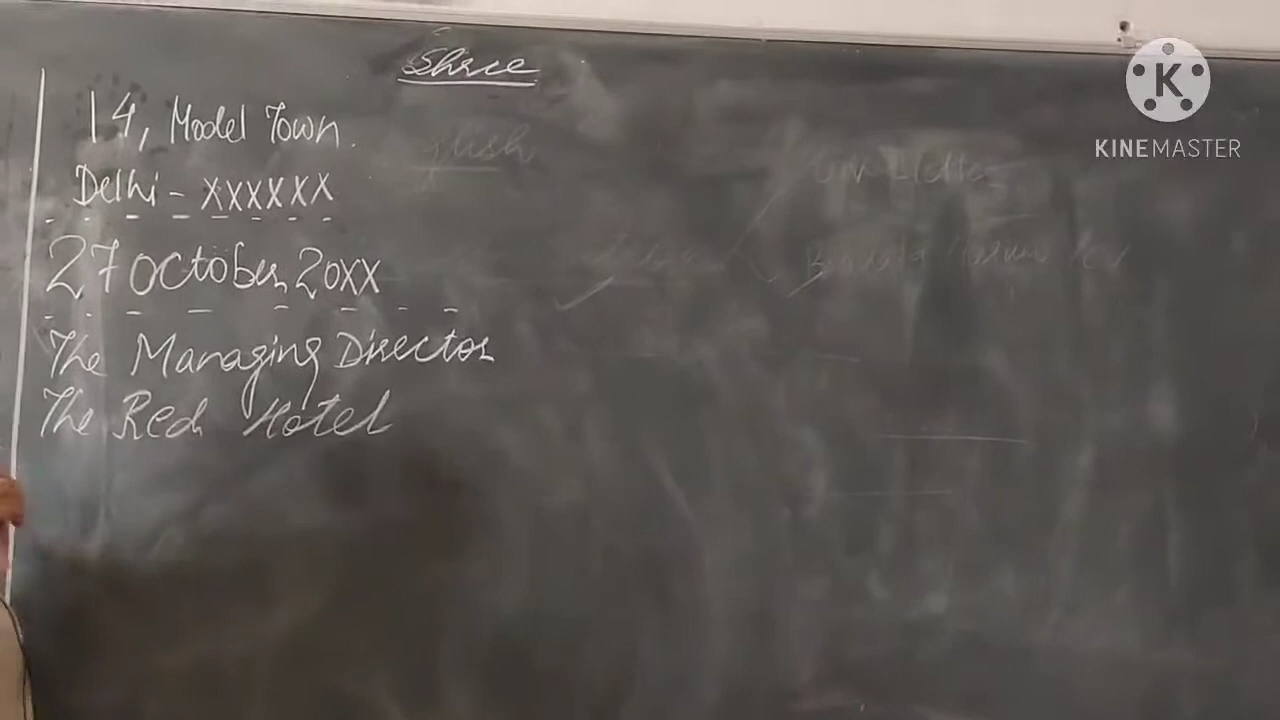 Shree
14, Model Town.
Delhi - XXXXXX
27 October 20XX
The Managing Director
The Red Hotel
KINEMASTER